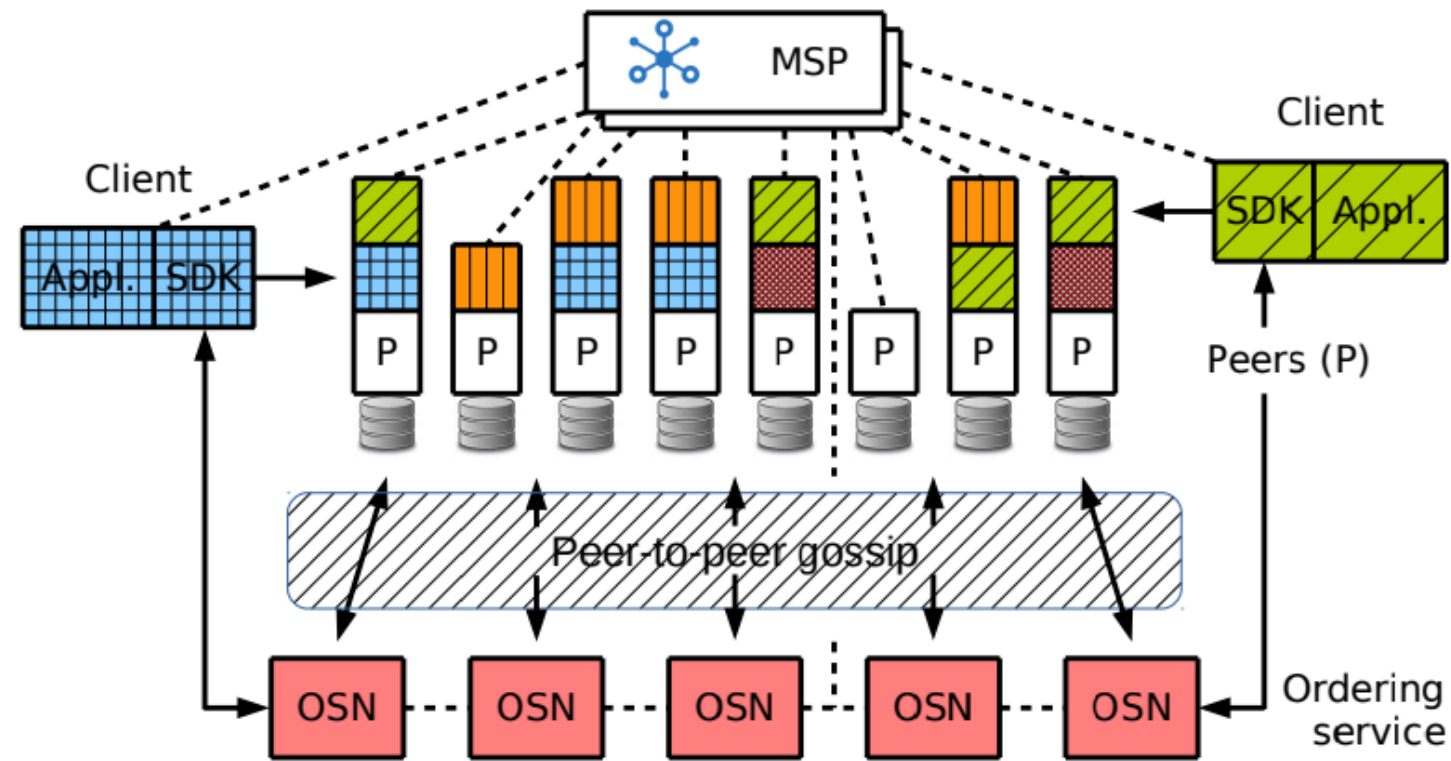 MSP
Client
Client
Appl. SDK
SDK Appl.
P P P P P P P P
Peers (P)
Peer-to-peer gossip
OSN OSN OSN OSN OSN
Ordering
service